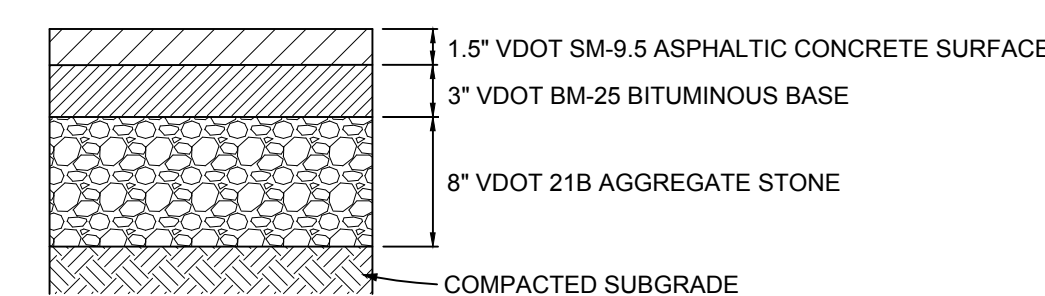 1.5" VDOT SM-9.5 ASPHALTIC CONCRETE SURFACE
3" VDOT BM-25 BITUMINOUS BASE
8" VDOT 21B AGGREGATE STONE
COMPACTED SUBGRADE